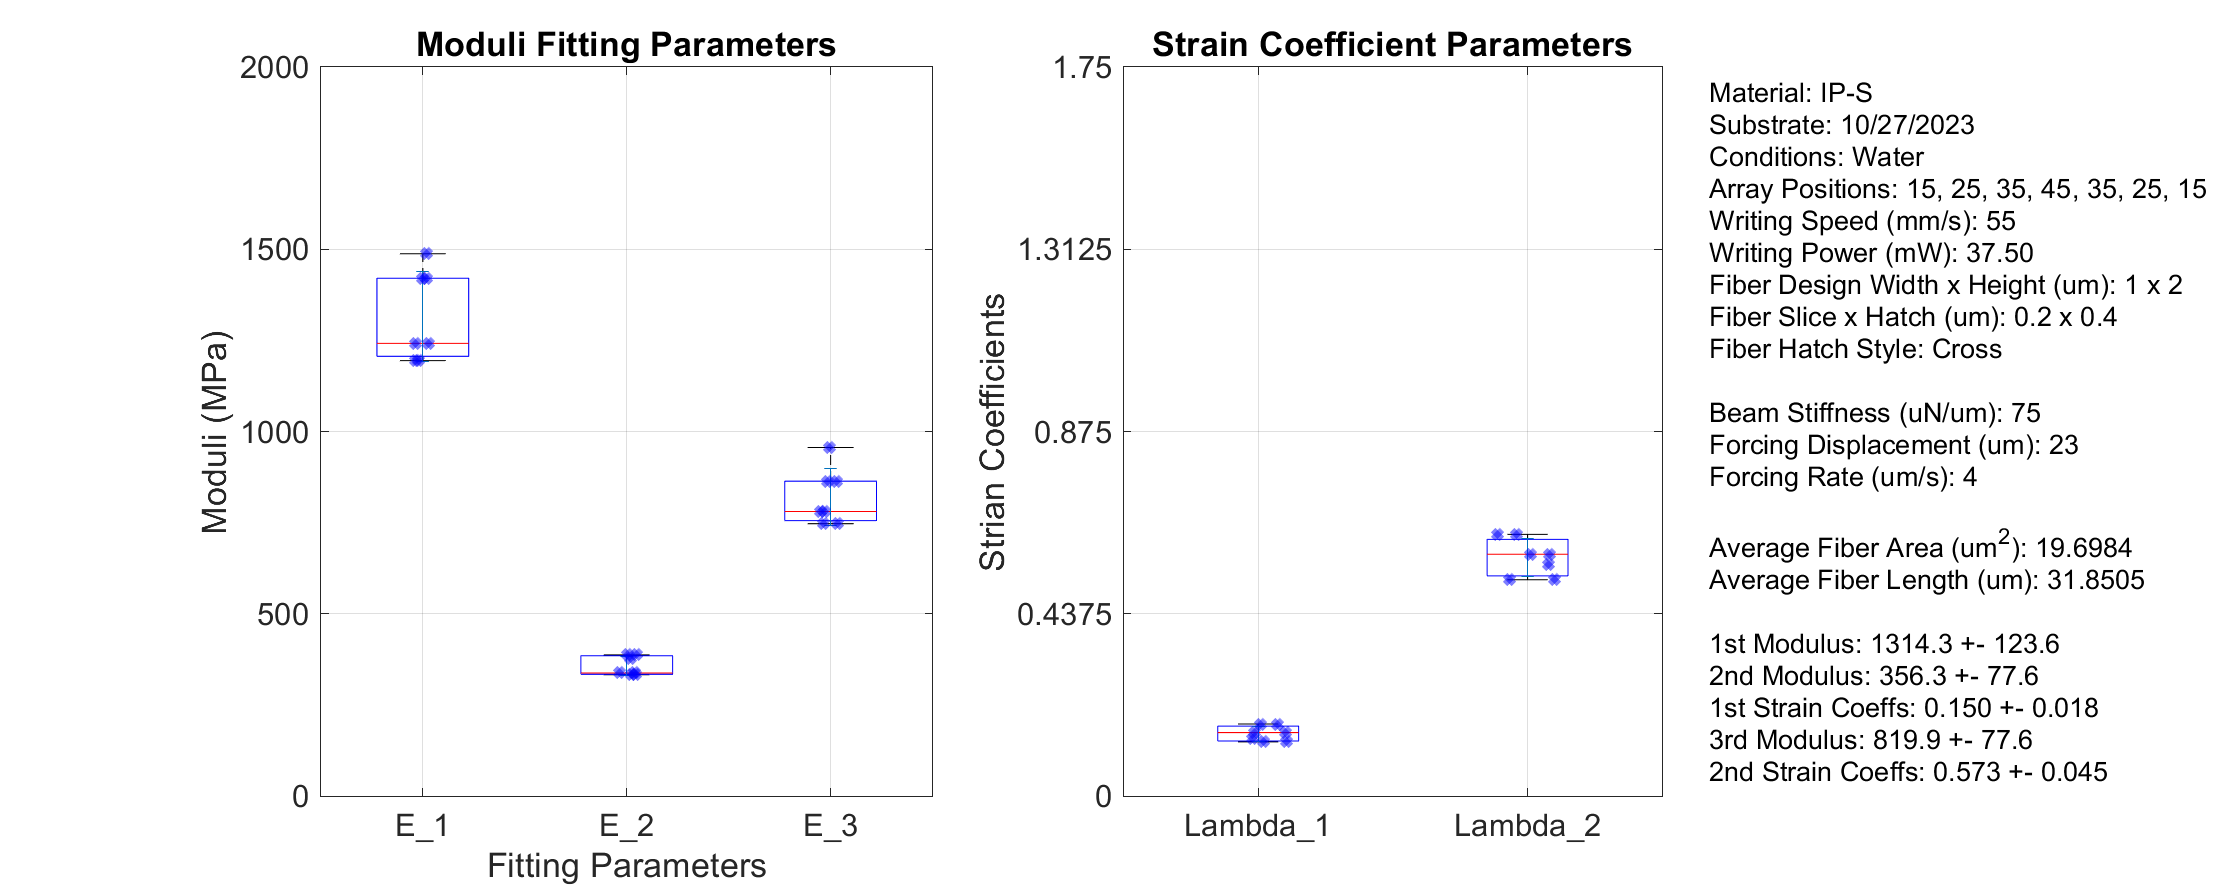 Moduli Fitting Parameters
2000
1500
1000
500
0
Moduli (MPa)
E_1
E_2
E_3
Fitting Parameters
Strain Coefficient Parameters
1.75
1.3125
0.875
0.4375
0
Strian Coefficients
Lambda_1
Lambda_2
Material: IP-S
Substrate: 10/27/2023
Conditions: Water
Array Positions: 15, 25, 35, 45, 35, 25, 15
Writing Speed (mm/s): 55
Writing Power (mW): 37.50
Fiber Design Width x Height (um): 1 x 2
Fiber Slice x Hatch (um): 0.2 x 0.4
Fiber Hatch Style: Cross
Beam Stiffness (uN/um): 75
Forcing Displacement (um): 23
Forcing Rate (um/s): 4
Average Fiber Area (um²): 19.6984
Average Fiber Length (um): 31.8505
1st Modulus: 1314.3 +- 123.6
2nd Modulus: 356.3 +- 77.6
1st Strain Coeffs: 0.150 +- 0.018
3rd Modulus: 819.9 +- 77.6
2nd Strain Coeffs: 0.573 +- 0.045